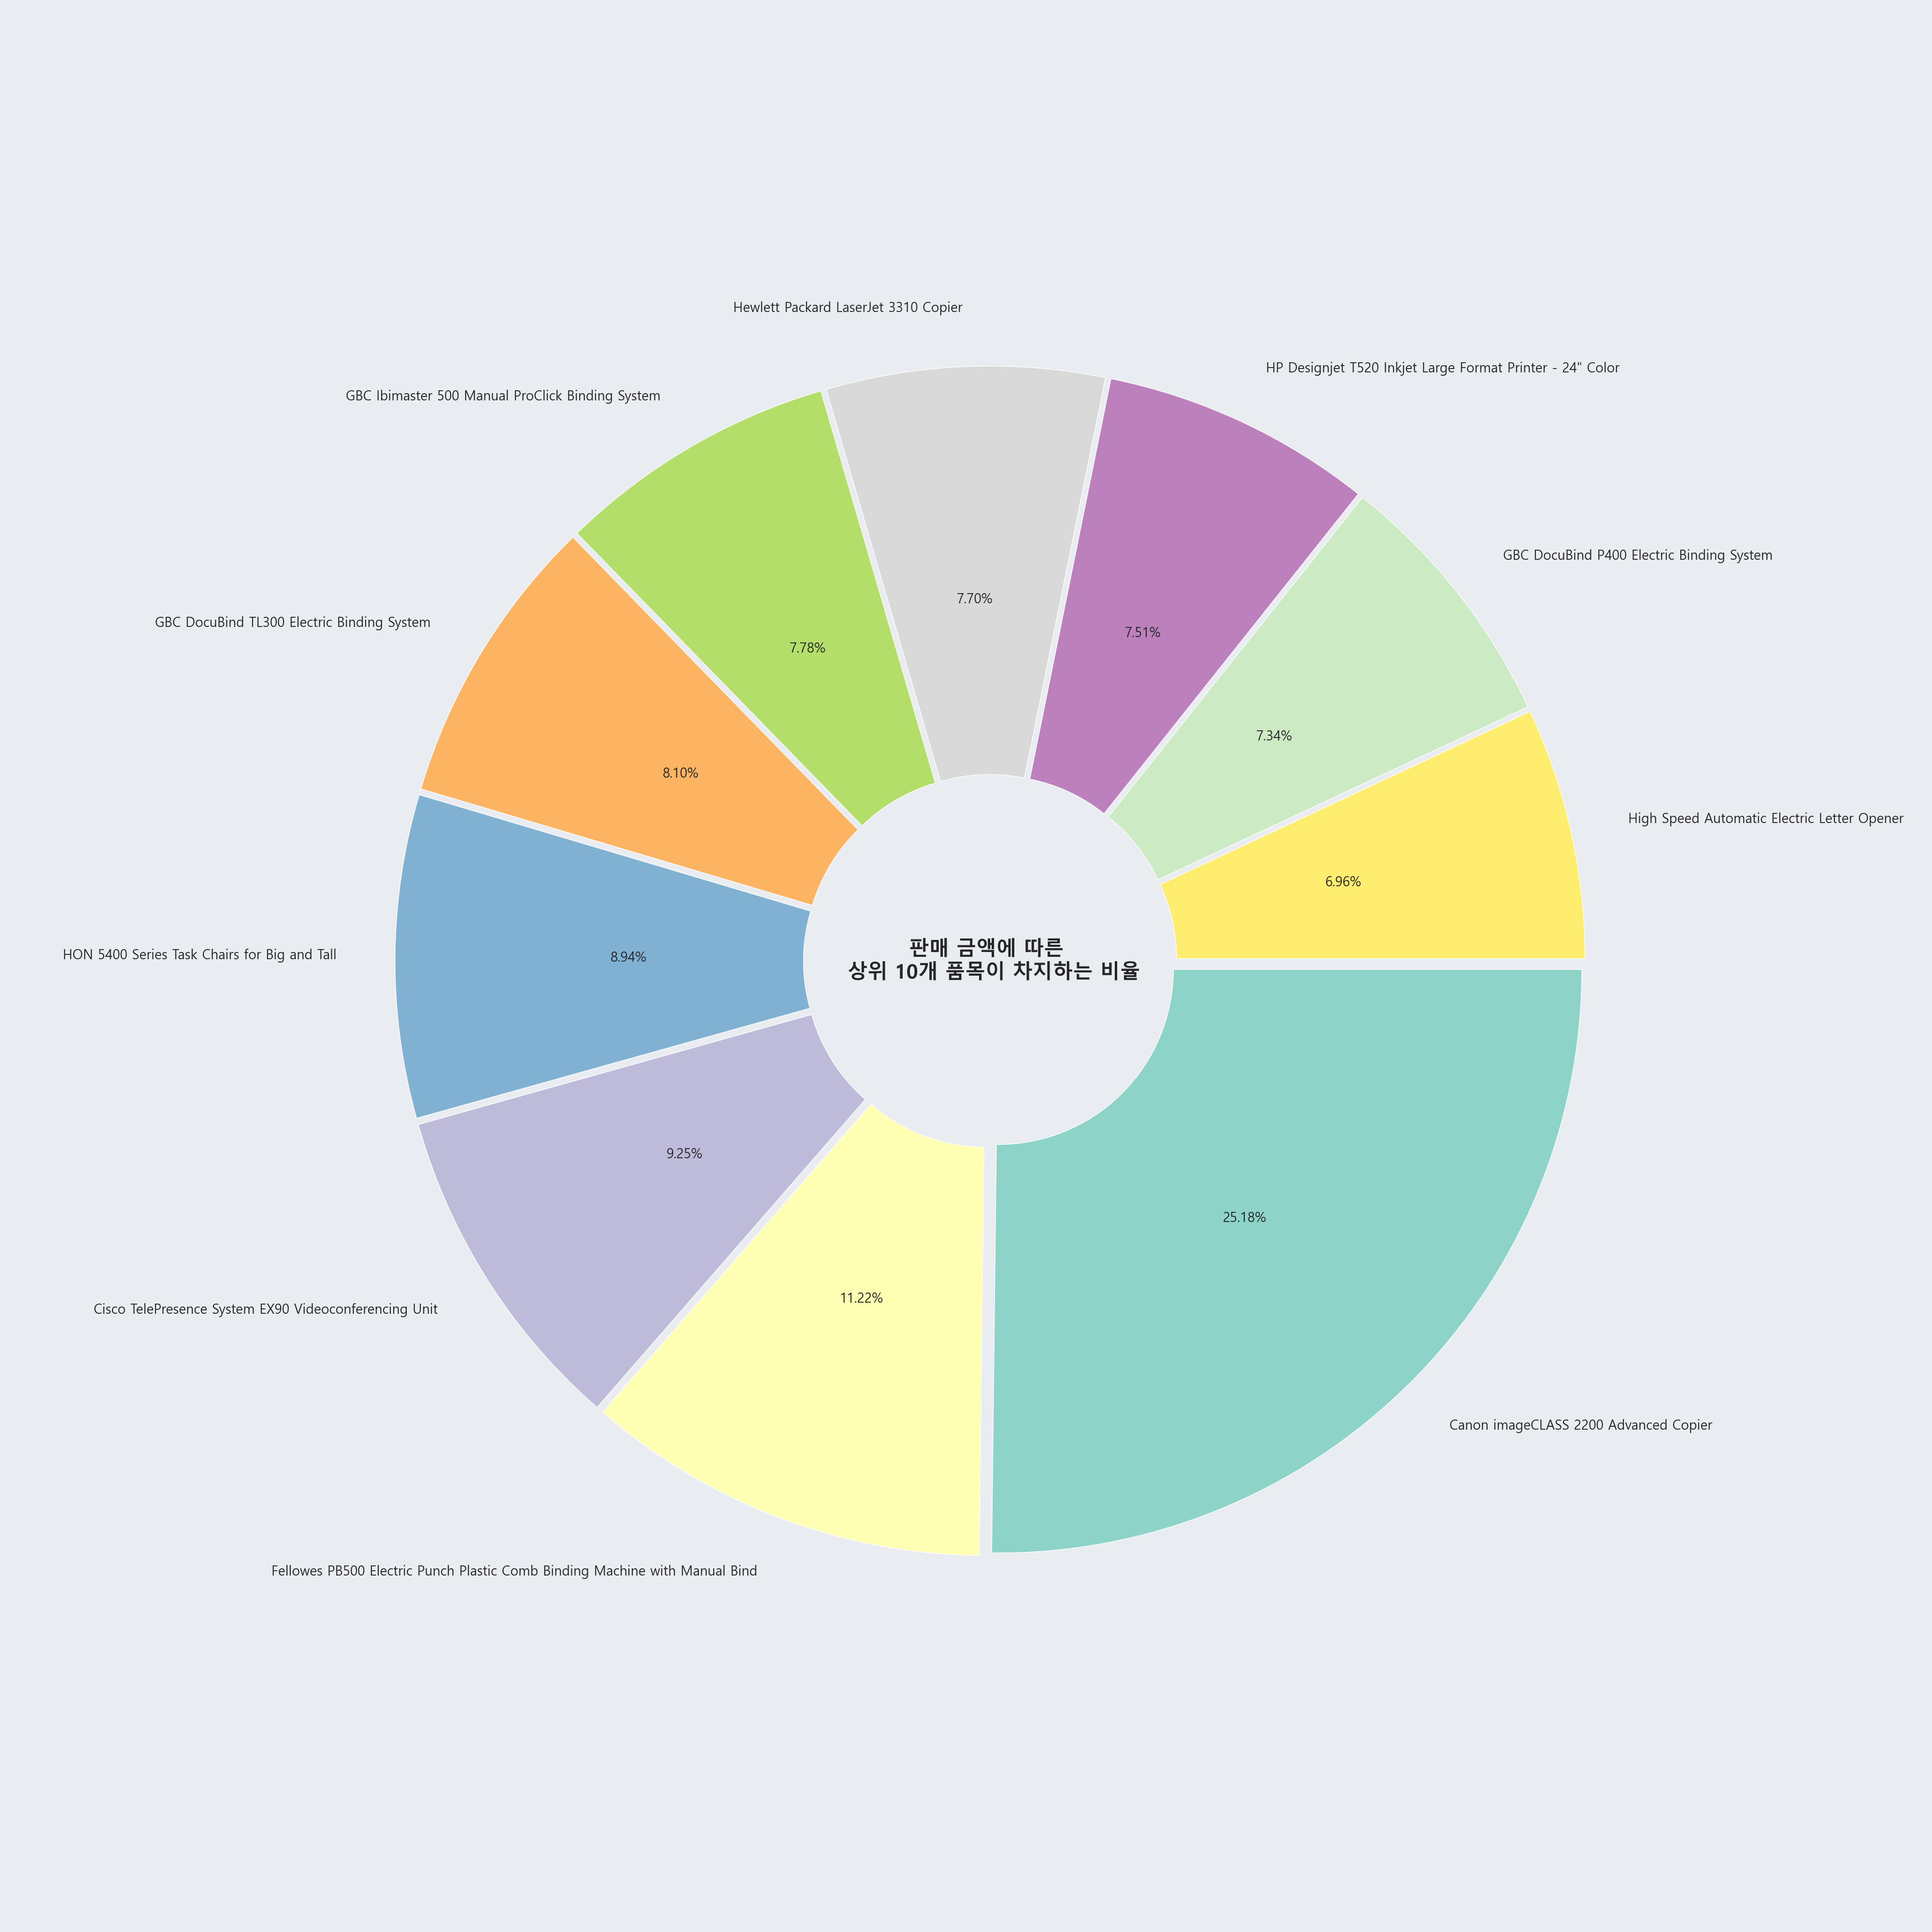 Hewlett Packard LaserJet 3310 Copier
HP Designjet T520 Inkjet Large Format Printer - 24" Color
GBC Ibimaster 500 Manual ProClick Binding System
GBC DocuBind P400 Electric Binding System
7.70%
GBC DocuBind TL300 Electric Binding System
7.51%
7.78%
7.34%
8.10%
High Speed Automatic Electric Letter Opener
6.96%
판매 금액에 따른
상위 10개 품목이 차지하는 비율
HON 5400 Series Task Chairs for Big and Tall
8.94%
9.25%
25.18%
11.22%
Cisco TelePresence System EX90 Videoconferencing Unit
Canon imageCLASS 2200 Advanced Copier
Fellowes PB500 Electric Punch Plastic Comb Binding Machine with Manual Bind